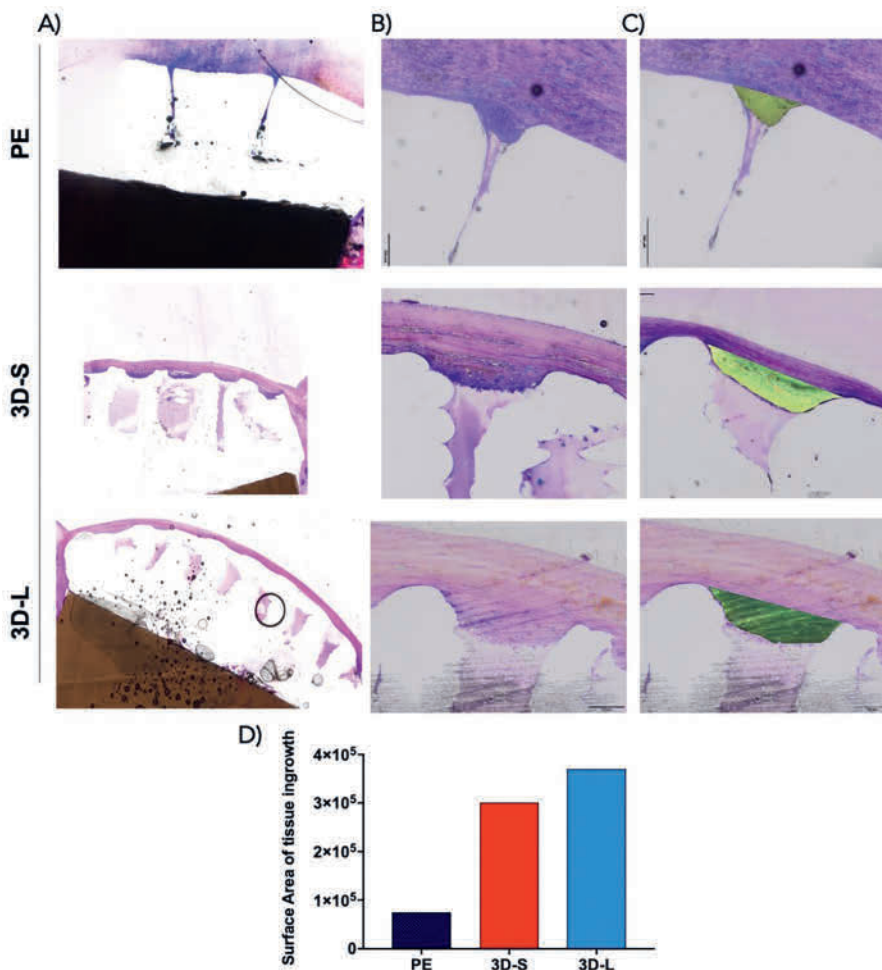 A)
B)
C)
PE
3D-S
3D-L
D)
Surface Area of tissue ingrowth
4×10⁵
3×10⁵
2×10⁵
1×10⁵
0
PE
3D-S
3D-L